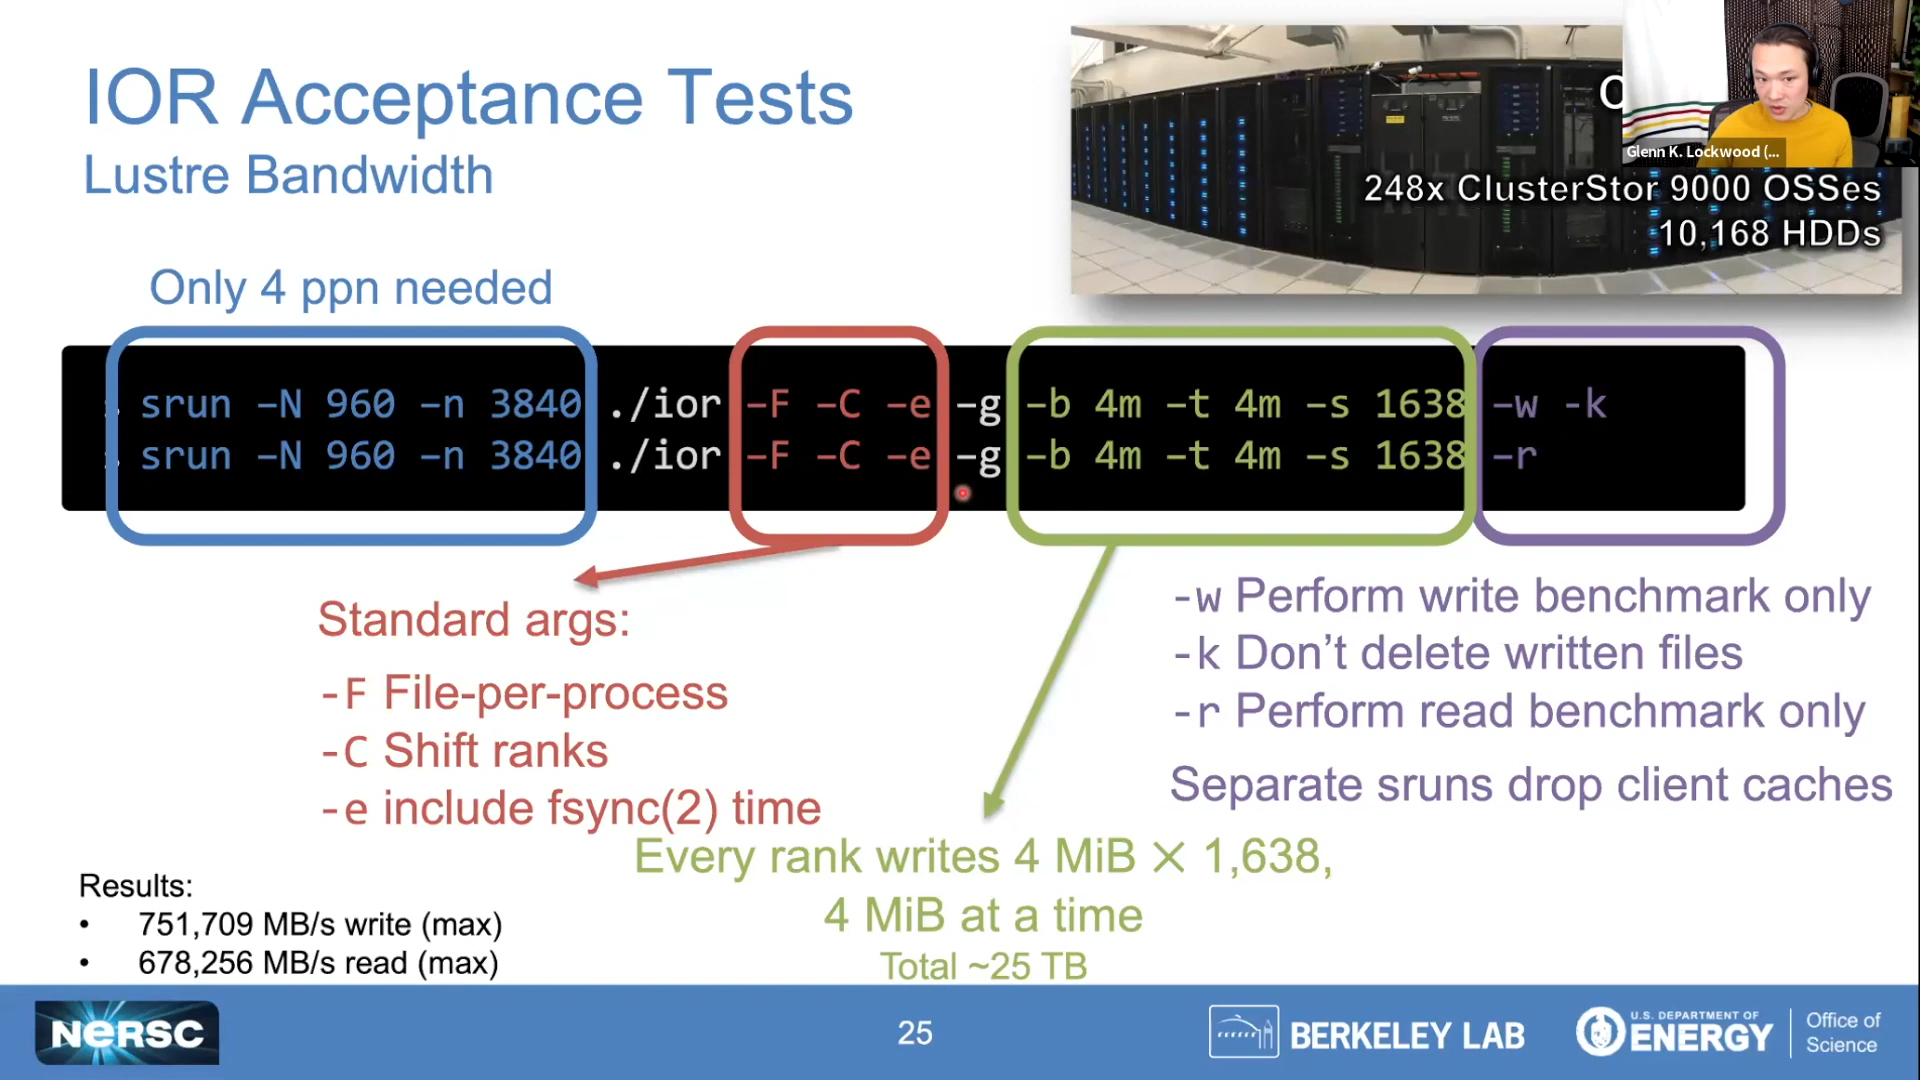 IOR Acceptance Tests
Lustre Bandwidth
Glenn K. Lockwood (...
248x ClusterStor 9000 OSSes
10,168 HDDs
Only 4 ppn needed
srun -N 960 -n 3840 ./ior -F -C -e -g -b 4m -t 4m -s 1638 -w -k
srun -N 960 -n 3840 ./ior -F -C -e -g -b 4m -t 4m -s 1638 -r
Standard args:
-F File-per-process
-C Shift ranks
-e include fsync(2) time
-w Perform write benchmark only
-k Don’t delete written files
-r Perform read benchmark only
Separate sruns drop client caches
Every rank writes 4 MiB × 1,638,
4 MiB at a time
Total ~25 TB
Results:
• 751,709 MB/s write (max)
• 678,256 MB/s read (max)
NERSC
25
BERKELEY LAB
U.S. DEPARTMENT OF
ENERGY
Office of
Science